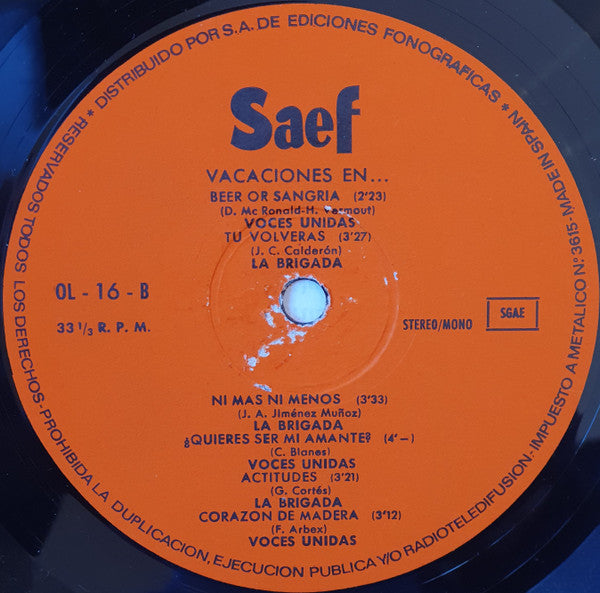 RESERVADOS TODOS LOS DERECHOS-PROHIBIDA LA DUPLICACION, EJECUCION PUBLICA Y/O RADIOTELEDIFUSION·IMPUESTO A METALICO N.º 3615-MADE IN SPAIN
* DISTRIBUIDO POR S.A. DE EDICIONES FONOGRAFICAS *
Saef
VACACIONES EN...
BEER OR SANGRIA (2'23)
(D. Mc Ronald-H. Vermout)
VOCES UNIDAS
TU VOLVERAS (3'27)
(J. C. Calderón)
LA BRIGADA
OL - 16 - B
33 1/3 R. P. M.
STEREO/MONO
SGAE
NI MAS NI MENOS (3'33)
(J. A. Jiménez Muñoz)
LA BRIGADA
¿QUIERES SER MI AMANTE? (4'-)
(C. Blanes)
VOCES UNIDAS
ACTITUDES (3'21)
(G. Cortés)
LA BRIGADA
CORAZON DE MADERA (3'12)
(F. Arbex)
VOCES UNIDAS